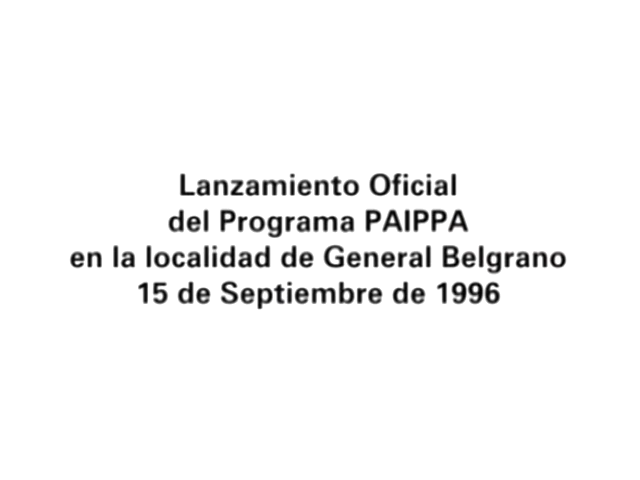 Lanzamiento Oficial
del Programa PAIPPA
en la localidad de General Belgrano
15 de Septiembre de 1996